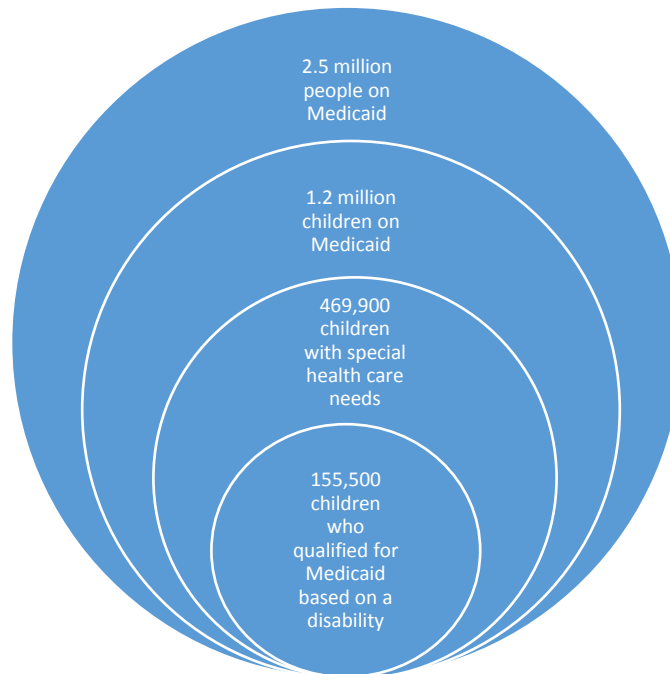 2.5 million
people on
Medicaid
1.2 million
children on
Medicaid
469,900
children
with special
health care
needs
155,500
children
who
qualified for
Medicaid
based on a
disability